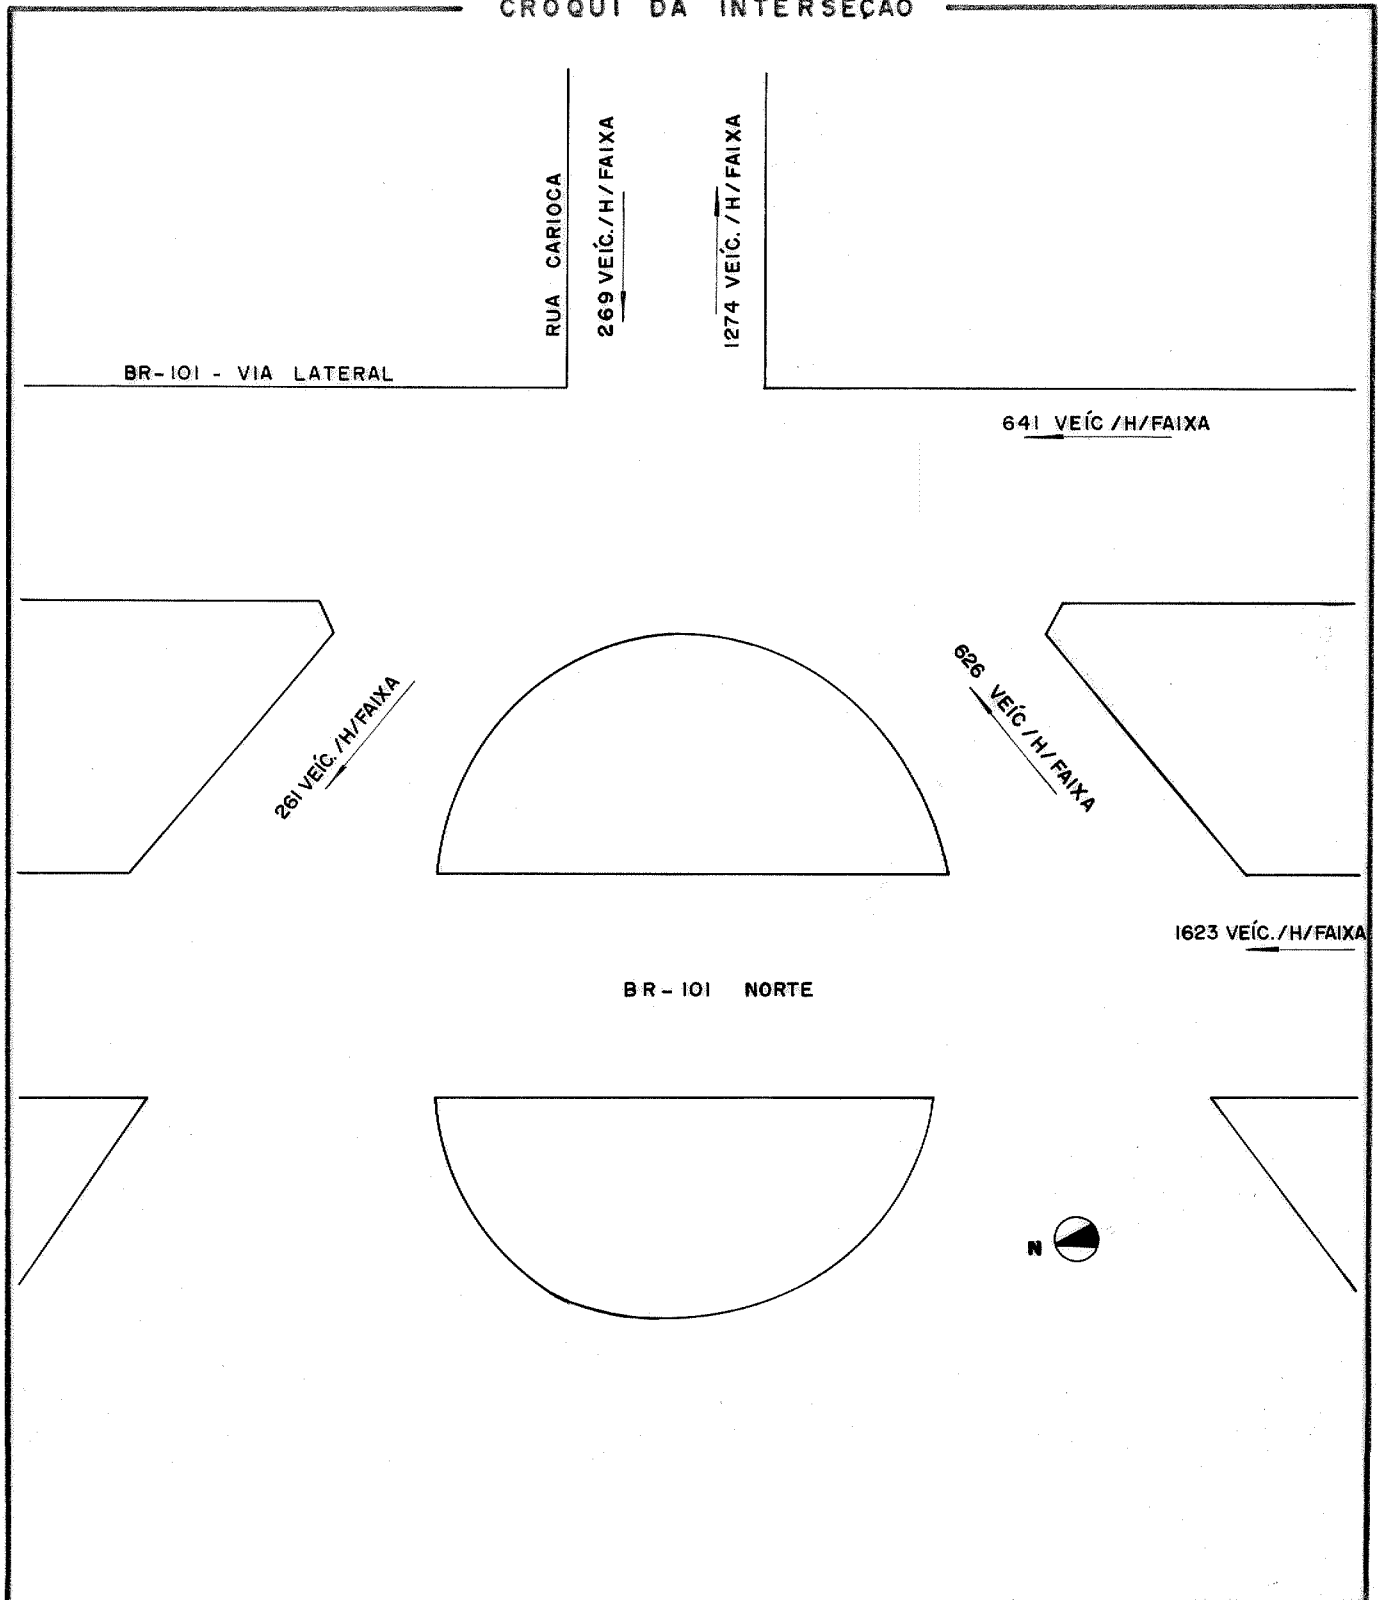 CROQUI DA INTERSEÇÃO
RUA CARIOCA
269 VEÍC./H/FAIXA
1274 VEÍC. /H/FAIXA
BR-101 - VIA LATERAL
641 VEÍC /H/FAIXA
261 VEÍC. /H/FAIXA
626 VEÍC /H/FAIXA
1623 VEÍC./H/FAIXA
BR-101 NORTE
N